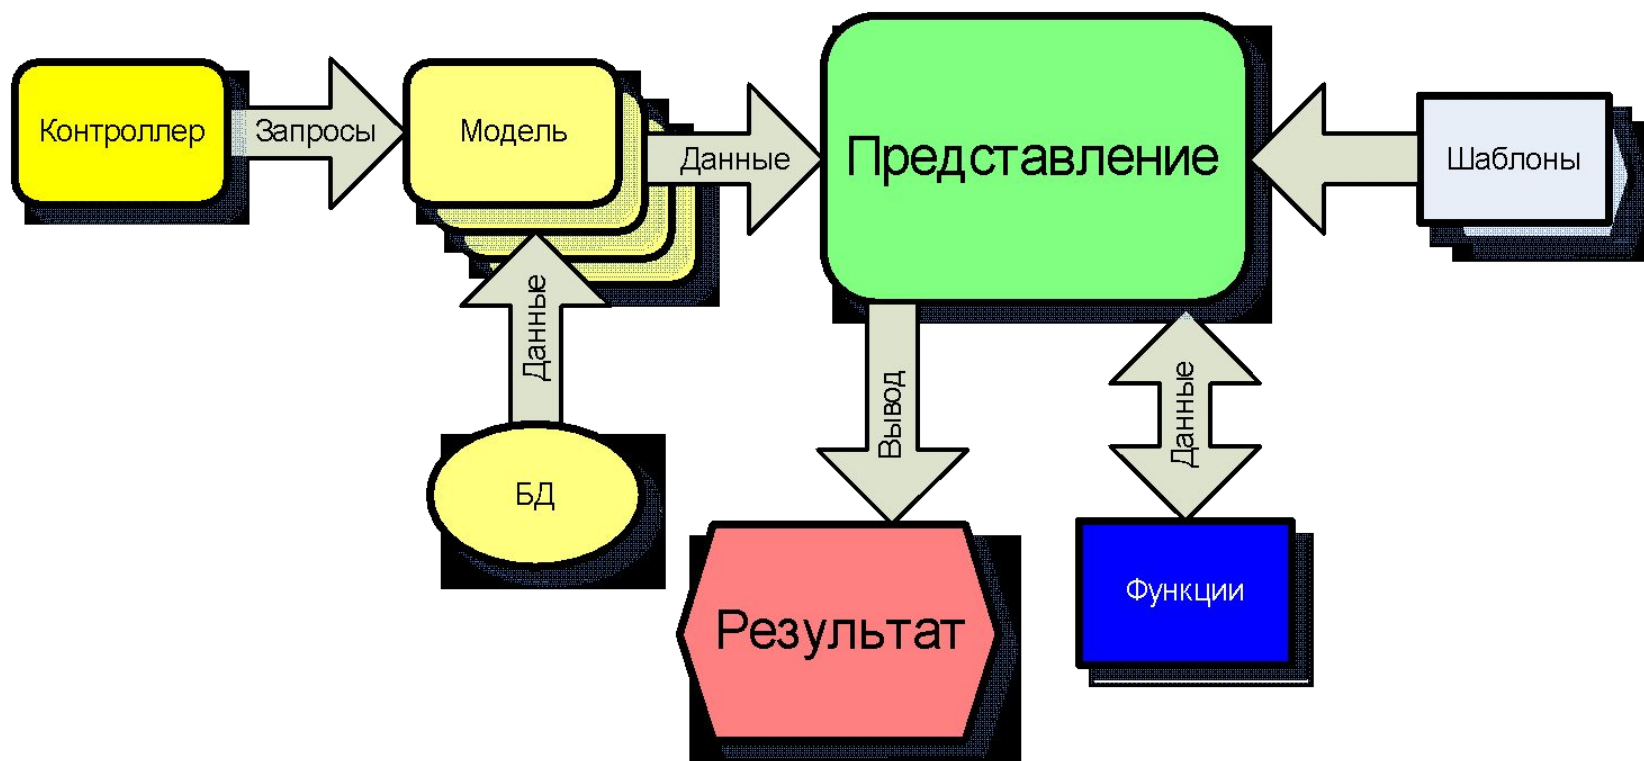 Контроллер
Запросы
Модель
Данные
Представление
Шаблоны
Данные
Вывод
Данные
БД
Результат
Функции